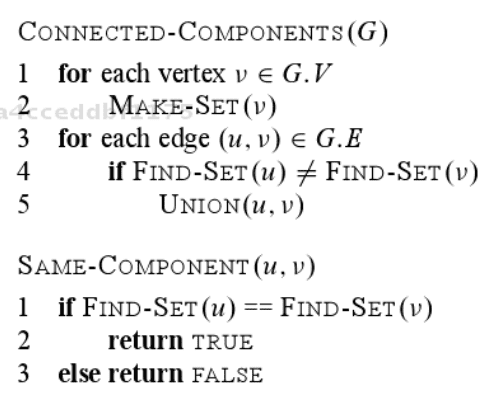 CONNECTED-COMPONENTS(G)
1 for each vertex v ∈ G.V
2 MAKE-SET(v)
3 for each edge (u, v) ∈ G.E
4 if FIND-SET(u) ≠ FIND-SET(v)
5 UNION(u, v)
SAME-COMPONENT(u, v)
1 if FIND-SET(u) == FIND-SET(v)
2 return TRUE
3 else return FALSE